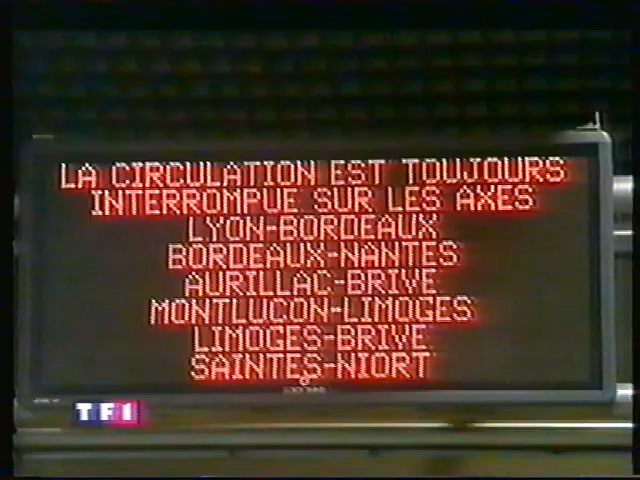 LA CIRCULATION EST TOUJOURS
INTERROMPUE SUR LES AXES
LYON-BORDEAUX
BORDEAUX-NANTES
AURILLAC-BRIVE
MONTLUCON-LIMOGES
LIMOGES-BRIVE
SAINTES-NIORT
TF1